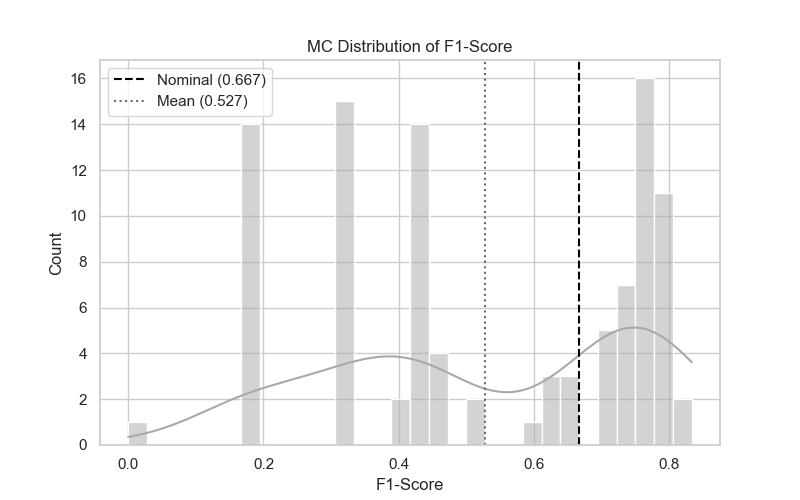 MC Distribution of F1-Score
Nominal (0.667)
Mean (0.527)
16
14
12
10
8
6
4
2
0
Count
0.0 0.2 0.4 0.6 0.8
F1-Score